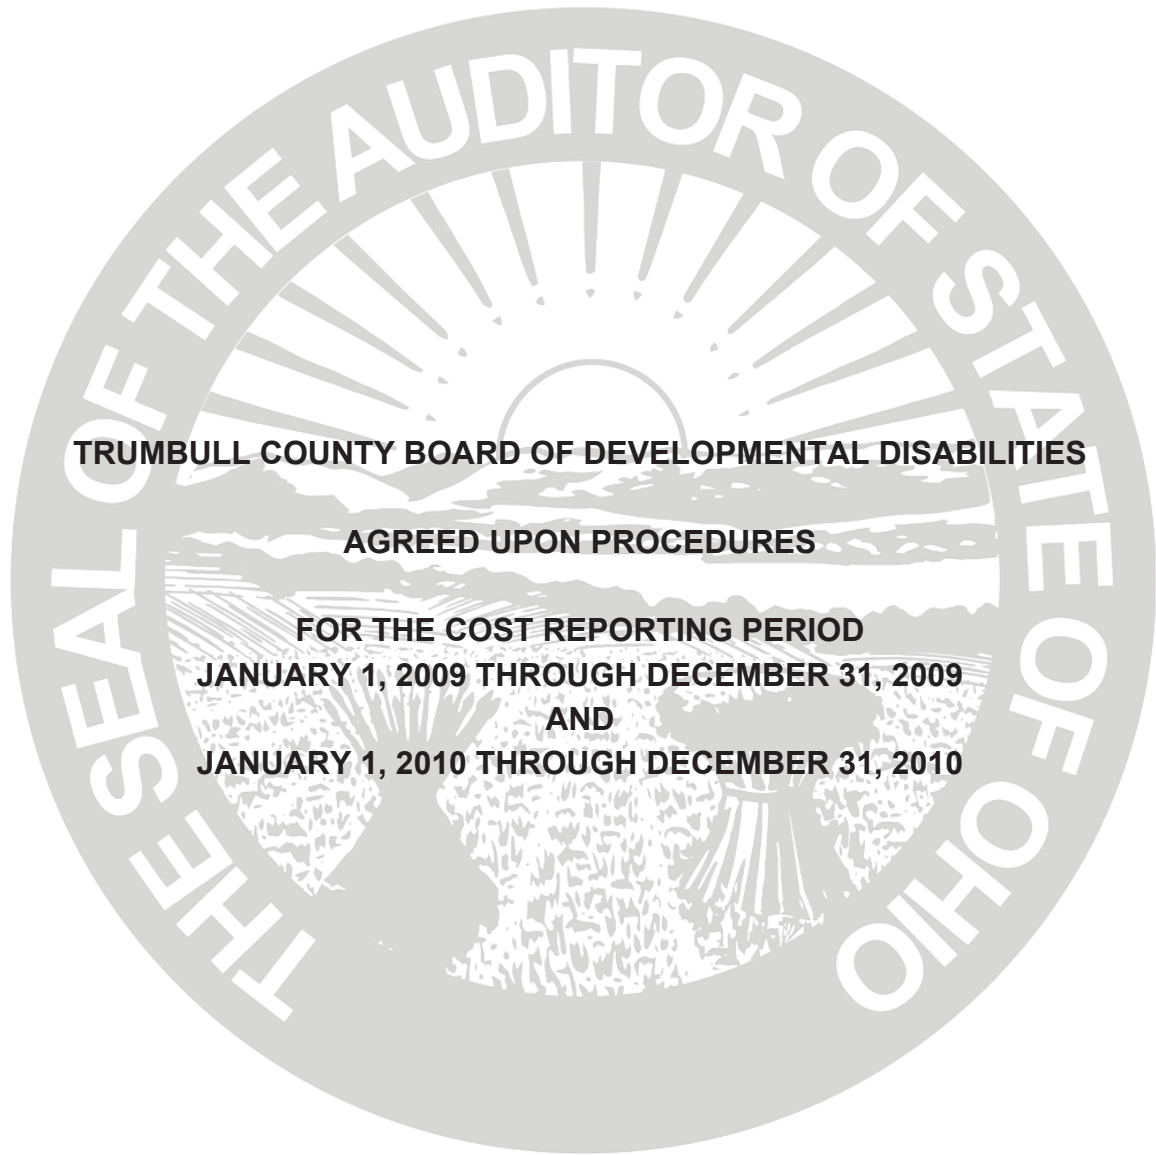 THE SEAL OF THE AUDITOR OF STATE OF OHIO
TRUMBULL COUNTY BOARD OF DEVELOPMENTAL DISABILITIES
AGREED UPON PROCEDURES
FOR THE COST REPORTING PERIOD
JANUARY 1, 2009 THROUGH DECEMBER 31, 2009
AND
JANUARY 1, 2010 THROUGH DECEMBER 31, 2010